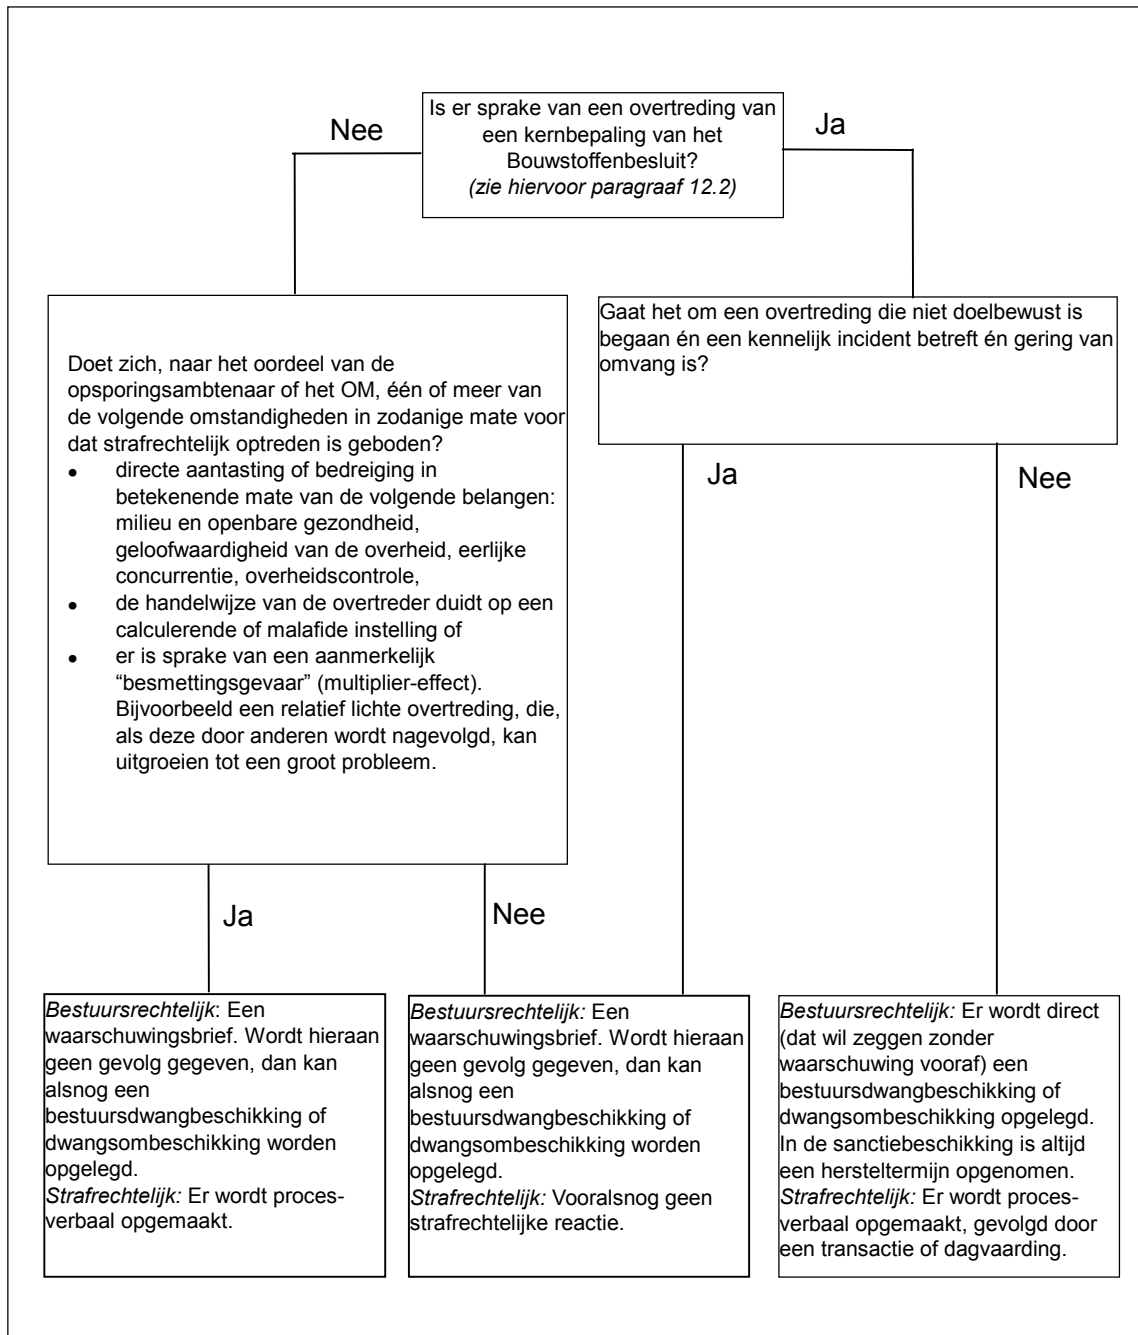 Is er sprake van een overtreding van
een kernbepaling van het
Bouwstoffenbesluit?
(zie hiervoor paragraaf 12.2)
Nee
Ja
Doet zich, naar het oordeel van de
opsporingsambtenaar of het OM, één of meer van
de volgende omstandigheden in zodanige mate voor
dat strafrechtelijk optreden is geboden?
• directe aantasting of bedreiging in
betekenende mate van de volgende belangen:
milieu en openbare gezondheid,
geloofwaardigheid van de overheid, eerlijke
concurrentie, overheidscontrole,
• de handelwijze van de overtreder duidt op een
calculerende of malafide instelling of
• er is sprake van een aanmerkelijk
“besmettingsgevaar” (multiplier-effect).
Bijvoorbeeld een relatief lichte overtreding, die,
als deze door anderen wordt nagevolgd, kan
uitgroeien tot een groot probleem.
Gaat het om een overtreding die niet doelbewust is
begaan én een kennelijk incident betreft én gering van
omvang is?
Ja
Nee
Ja
Nee
Bestuursrechtelijk: Een
waarschuwingsbrief. Wordt hieraan
geen gevolg gegeven, dan kan
alsnog een
bestuursdwangbeschikking of
dwangsombeschikking worden
opgelegd.
Strafrechtelijk: Er wordt proces-
verbaal opgemaakt.
Bestuursrechtelijk: Een
waarschuwingsbrief. Wordt hieraan
geen gevolg gegeven, dan kan
alsnog een
bestuursdwangbeschikking of
dwangsombeschikking worden
opgelegd.
Strafrechtelijk: Vooralsnog geen
strafrechtelijke reactie.
Bestuursrechtelijk: Er wordt direct
(dat wil zeggen zonder
waarschuwing vooraf) een
bestuursdwangbeschikking of
dwangsombeschikking opgelegd.
In de sanctiebeschikking is altijd
een hersteltermijn opgenomen.
Strafrechtelijk: Er wordt proces-
verbaal opgemaakt, gevolgd door
een transactie of dagvaarding.